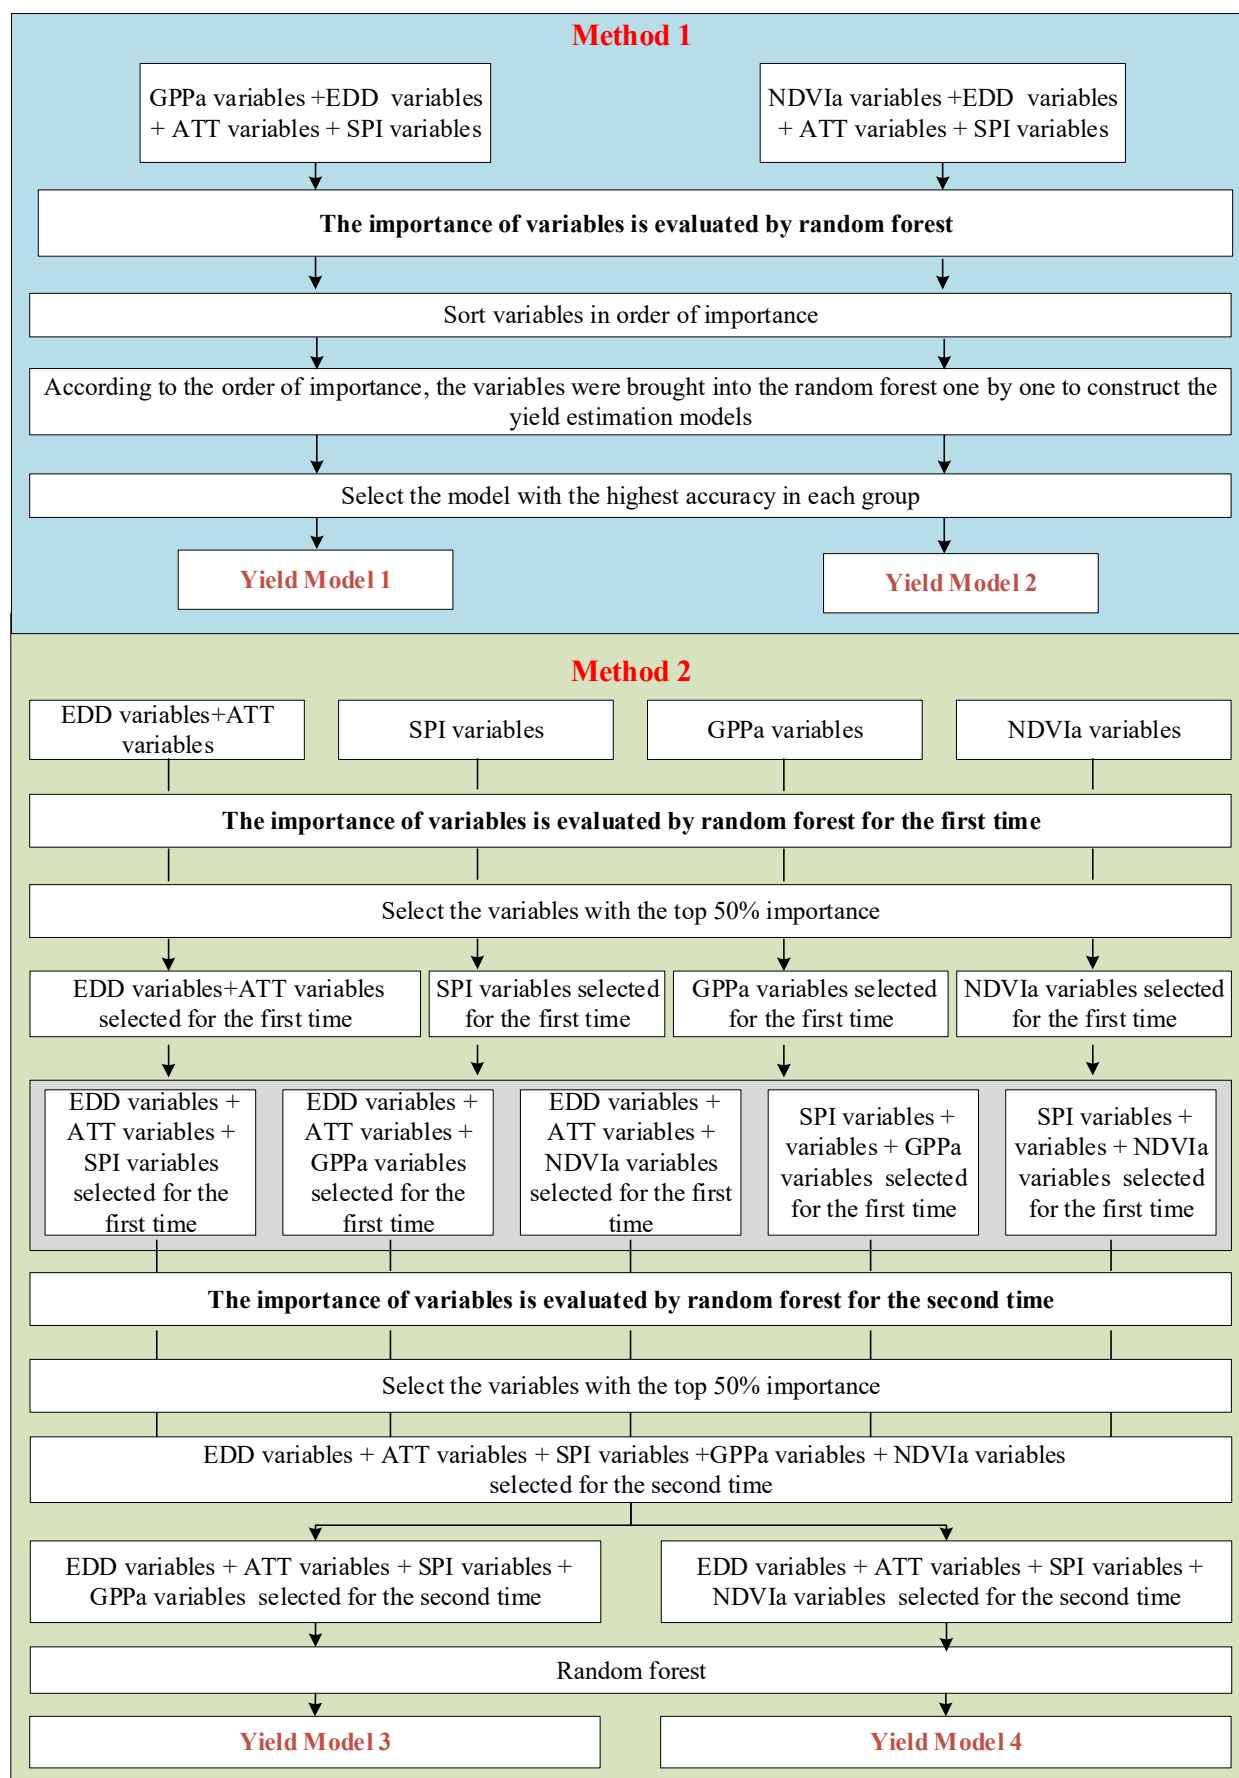 Method 1
GPPa variables +EDD variables
+ ATT variables + SPI variables
NDVIa variables +EDD variables
+ ATT variables + SPI variables
The importance of variables is evaluated by random forest
Sort variables in order of importance
According to the order of importance, the variables were brought into the random forest one by one to construct the
yield estimation models
Select the model with the highest accuracy in each group
Yield Model 1
Yield Model 2
Method 2
EDD variables+ATT
variables
SPI variables
GPPa variables
NDVIa variables
The importance of variables is evaluated by random forest for the first time
Select the variables with the top 50% importance
EDD variables+ATT variables
selected for the first time
SPI variables selected
for the first time
GPPa variables selected
for the first time
NDVIa variables selected
for the first time
EDD variables +
ATT variables +
SPI variables
selected for the
first time
EDD variables +
ATT variables +
GPPa variables
selected for the
first time
EDD variables +
ATT variables +
NDVIa variables
selected for the first
time
SPI variables +
variables + GPPa
variables selected
for the first time
SPI variables +
variables + NDVIa
variables selected
for the first time
The importance of variables is evaluated by random forest for the second time
Select the variables with the top 50% importance
EDD variables + ATT variables + SPI variables +GPPa variables + NDVIa variables
selected for the second time
EDD variables + ATT variables + SPI variables +
GPPa variables selected for the second time
EDD variables + ATT variables + SPI variables +
NDVIa variables selected for the second time
Random forest
Yield Model 3
Yield Model 4